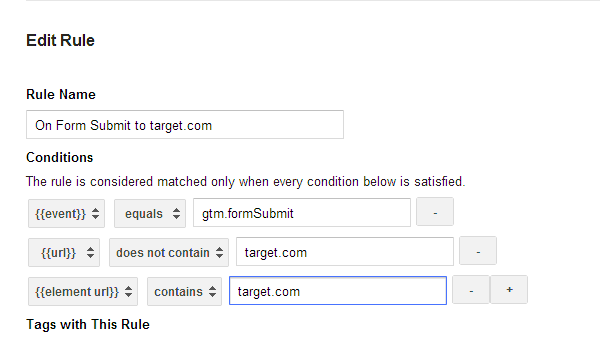 Edit Rule
Rule Name
On Form Submit to target.com
Conditions
The rule is considered matched only when every condition below is satisfied.
{{event}} equals gtm.formSubmit -
{{url}} does not contain target.com -
{{element url}} contains target.com - +
Tags with This Rule